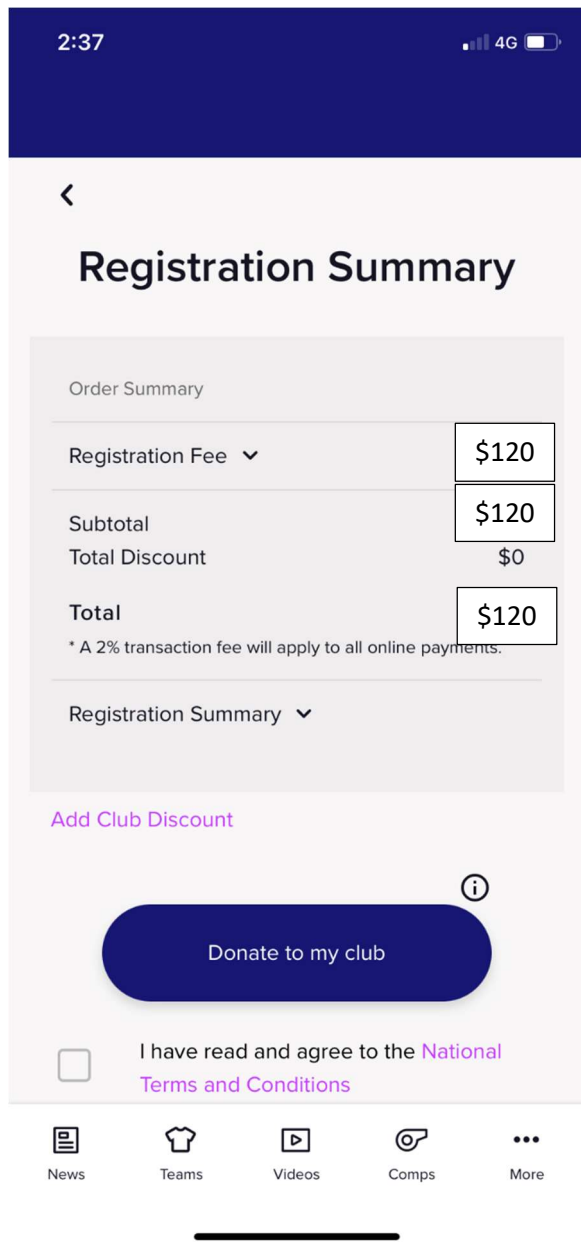 2:37
4G
Registration Summary
Order Summary
Registration Fee $120
Subtotal $120
Total Discount $0
Total $120
* A 2% transaction fee will apply to all online payments.
Registration Summary
Add Club Discount
Donate to my club
I have read and agree to the National
Terms and Conditions
News Teams Videos Comps More